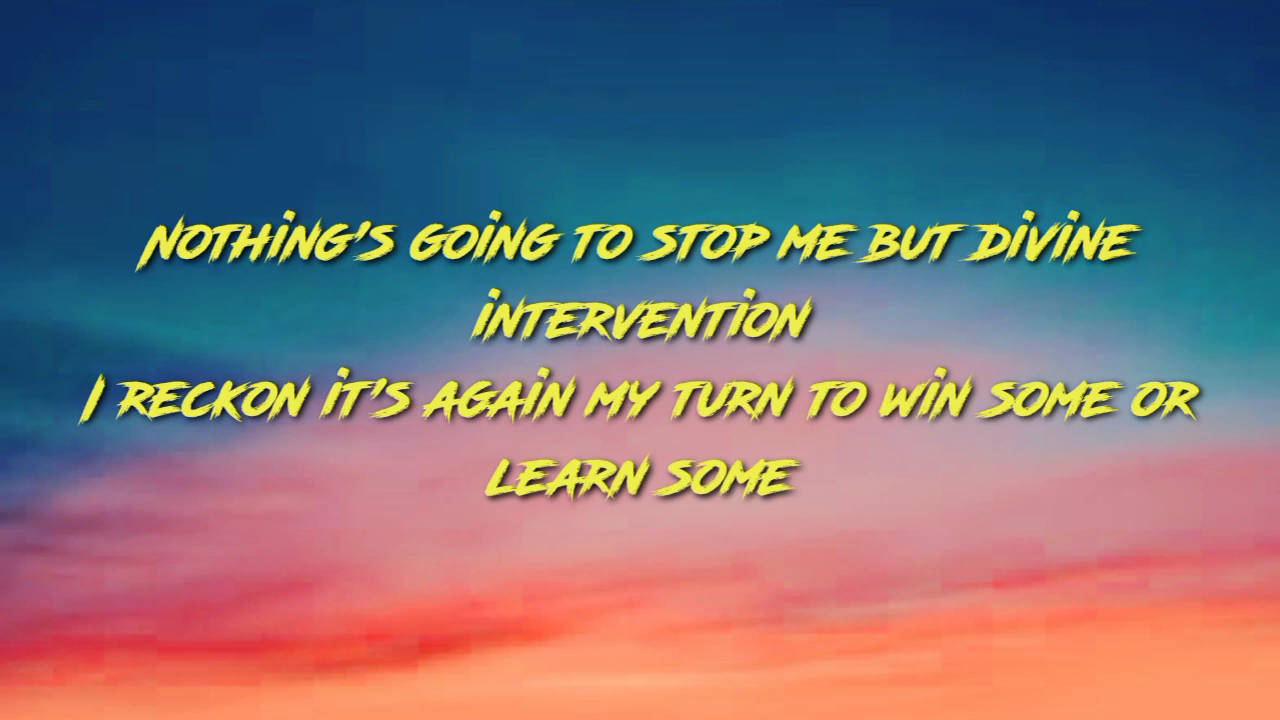 Nothing's going to stop me but divine
intervention
I reckon it's again my turn to win some or
learn some